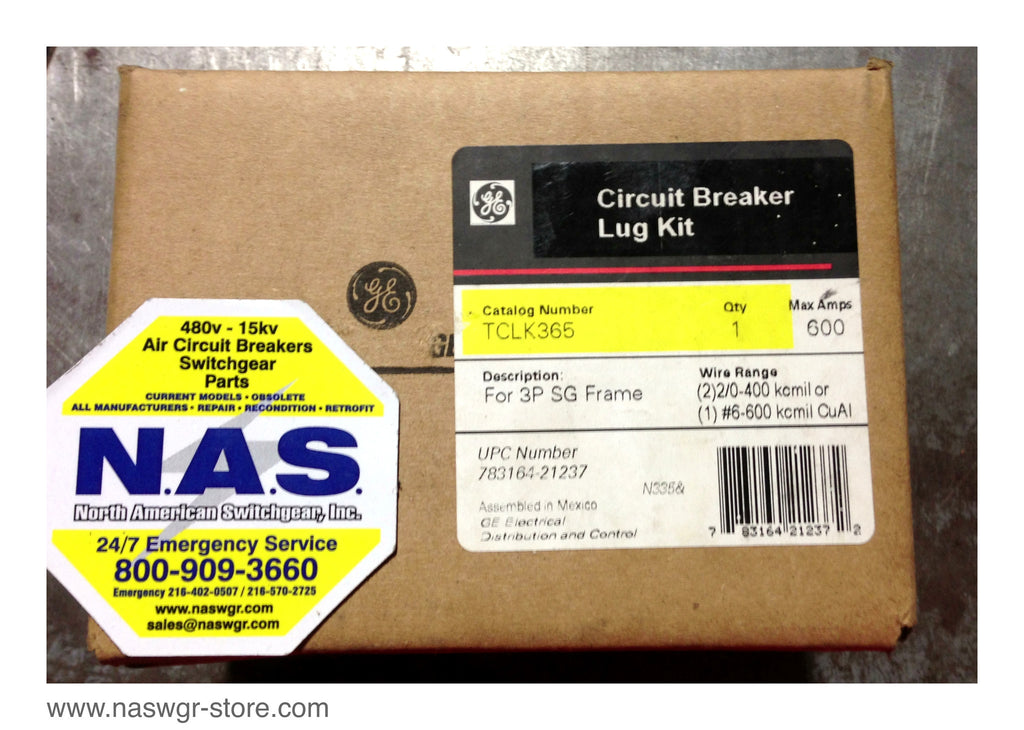 GE
Circuit Breaker
Lug Kit
Catalog Number Qty Max Amps
TCLK365 1 600
Description: Wire Range
For 3P SG Frame (2)2/0-400 kcmil or
(1) #6-600 kcmil CuAl
UPC Number
783164-21237
N335&
Assembled in Mexico
GE Electrical
Distribution and Control
7 83164 21237 2
GE
GE
480v - 15kv
Air Circuit Breakers
Switchgear
Parts
CURRENT MODELS • OBSOLETE
ALL MANUFACTURERS • REPAIR • RECONDITION • RETROFIT
N.A.S.
North American Switchgear, Inc.
24/7 Emergency Service
800-909-3660
Emergency 216-402-0507 / 216-570-2725
www.naswgr.com
sales@naswgr.com
www.naswgr-store.com